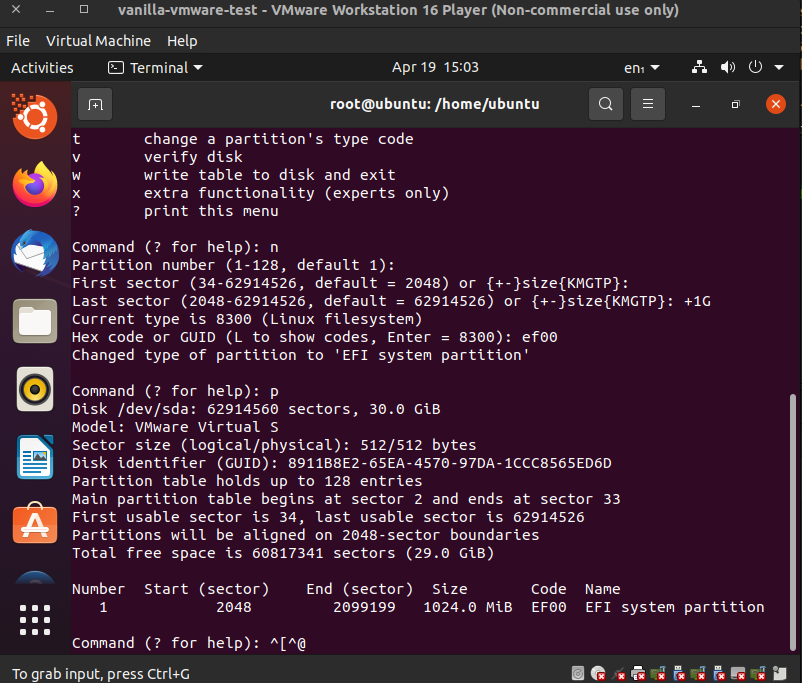 vanilla-vmware-test - VMware Workstation 16 Player (Non-commercial use only)
File Virtual Machine Help
Activities Terminal Apr 19 15:03 en₁
root@ubuntu: /home/ubuntu
t change a partition's type code
v verify disk
w write table to disk and exit
x extra functionality (experts only)
? print this menu
Command (? for help): n
Partition number (1-128, default 1):
First sector (34-62914526, default = 2048) or {+-}size{KMGTP}:
Last sector (2048-62914526, default = 62914526) or {+-}size{KMGTP}: +1G
Current type is 8300 (Linux filesystem)
Hex code or GUID (L to show codes, Enter = 8300): ef00
Changed type of partition to 'EFI system partition'
Command (? for help): p
Disk /dev/sda: 62914560 sectors, 30.0 GiB
Model: VMware Virtual S
Sector size (logical/physical): 512/512 bytes
Disk identifier (GUID): 8911B8E2-65EA-4570-97DA-1CCC8565ED6D
Partition table holds up to 128 entries
Main partition table begins at sector 2 and ends at sector 33
First usable sector is 34, last usable sector is 62914526
Partitions will be aligned on 2048-sector boundaries
Total free space is 60817341 sectors (29.0 GiB)
Number Start (sector) End (sector) Size Code Name
1 2048 2099199 1024.0 MiB EF00 EFI system partition
Command (? for help): ^[^@
To grab input, press Ctrl+G